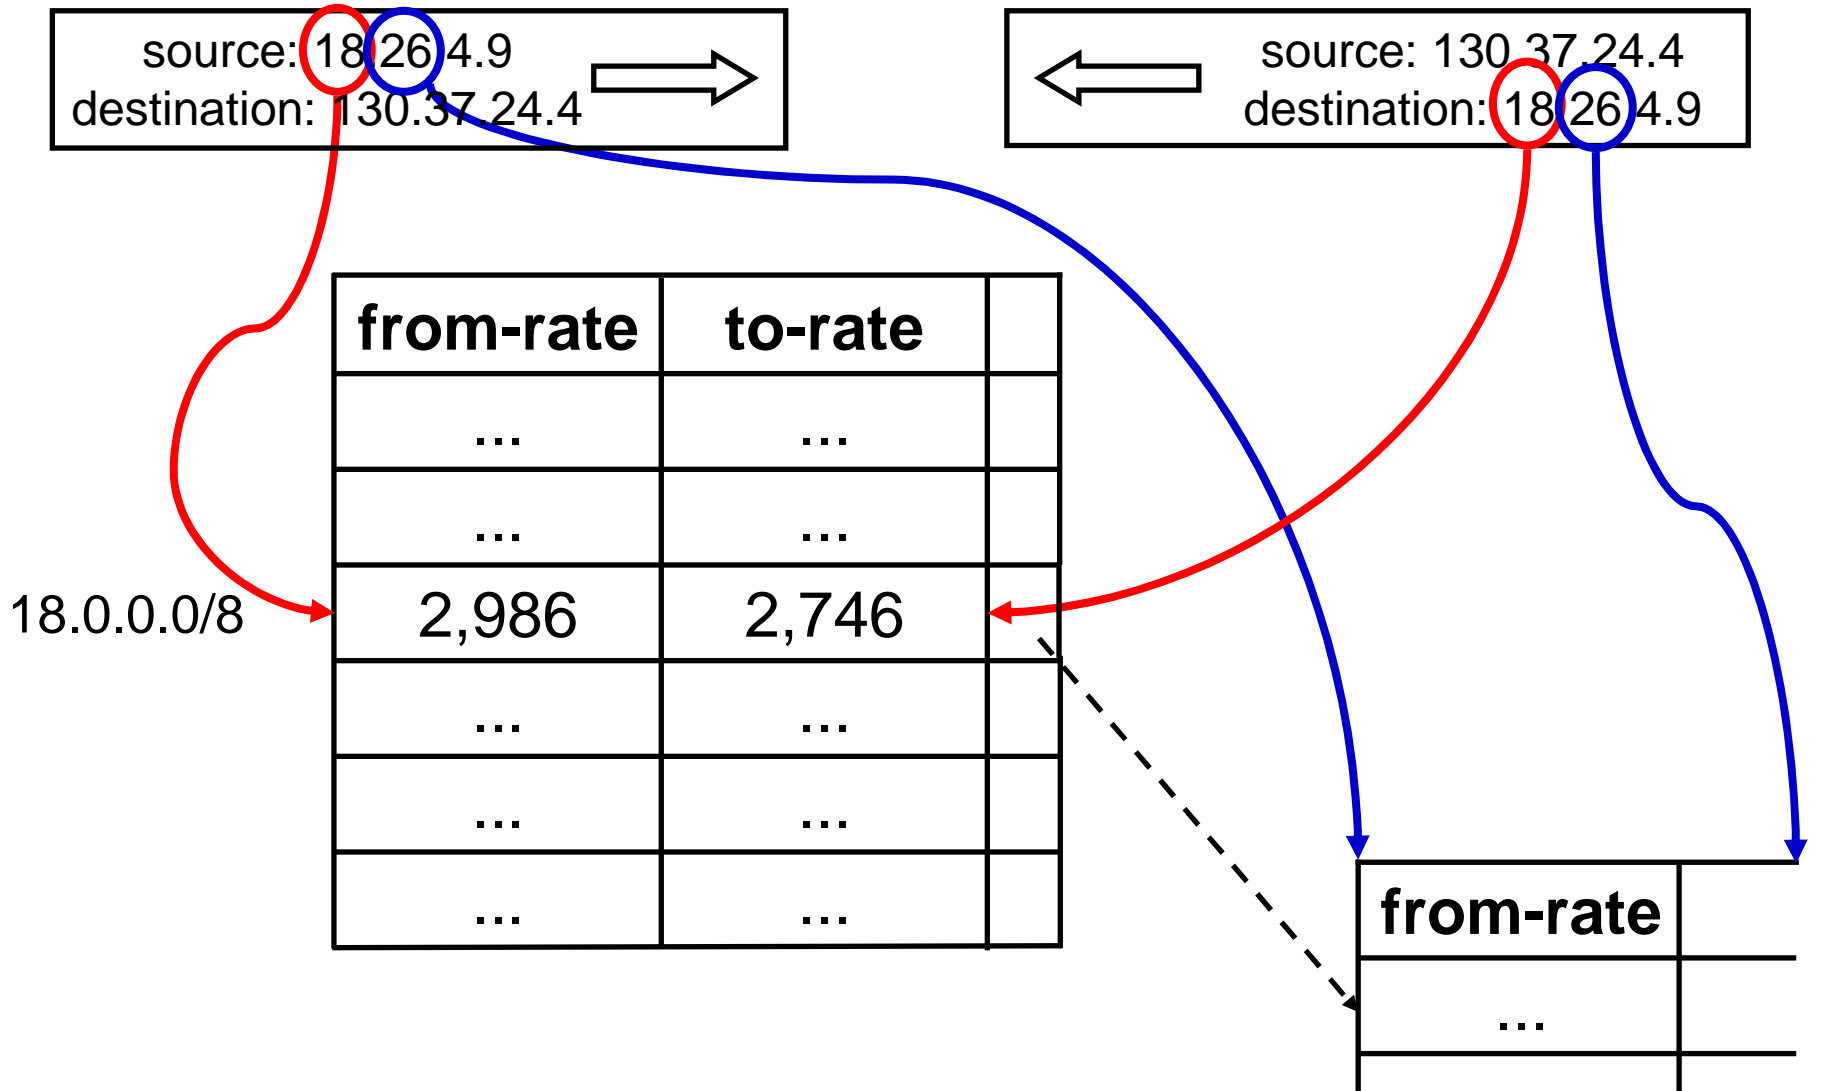 source: 18.26.4.9
destination: 130.37.24.4
source: 130.37.24.4
destination: 18.26.4.9
from-rate to-rate
... ...
... ...
18.0.0.0/8 2,986 2,746
... ...
... ...
... ...
from-rate
...